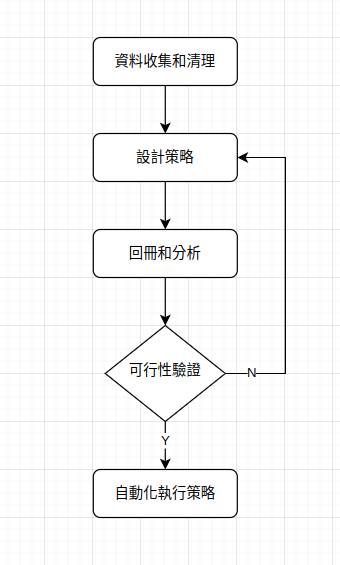 資料收集和清理
設計策略
回冊和分析
可行性驗證
N
Y
自動化執行策略